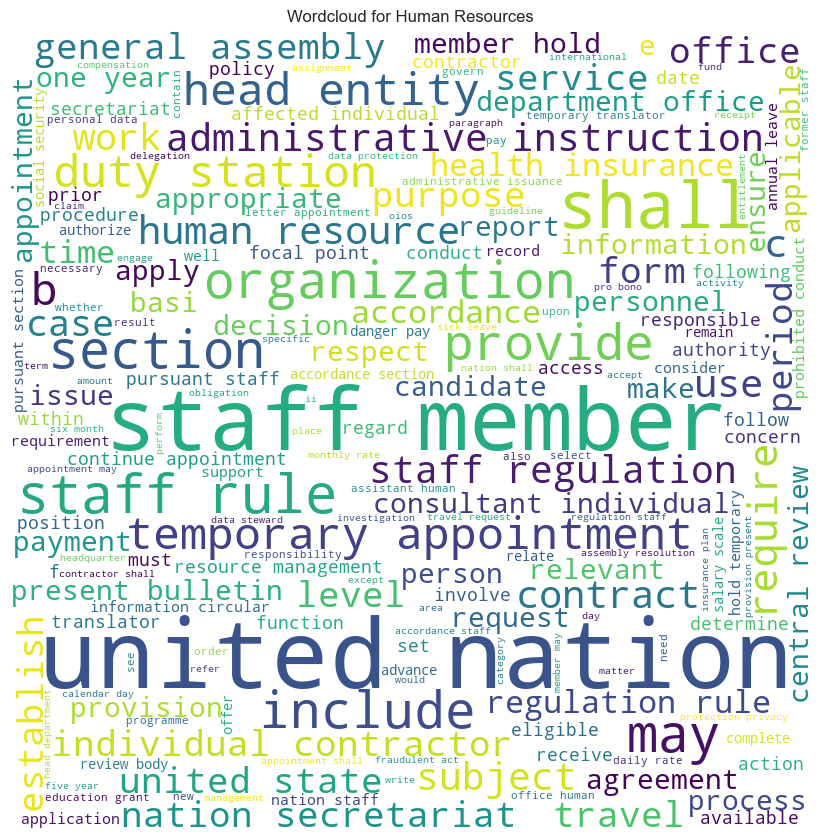 Wordcloud for Human Resources
compensation
assignment
general assembly
member hold
contractor
international
govern
fund
e
office
one year
policy
head entity
service
date
department office
secretariat
contain
affected individual
personal data
temporary translator
receipt
former staff
work
administrative instruction
paragraph
pay
applicable
annual leave
social security
appointment
delegation
data protection
duty station
health insurance
claim
prior
appropriate
administrative issuance
purpose
shall
ensure
entitlement
procedure
letter appointment
oios
guideline
authorize
human resource
report
information
c
time
engage
well
focal point
conduct
record
pro bono
activity
necessary
apply
organization
form
following
prohibited conduct
b
whether
basi
accordance
upon
personnel
period
case
result
decision
danger pay
sick leave
responsible
remain
specific
section
provide
authority
pursuant section
term
respect
accordance section
nation shall
access
consider
amount
pursuant staff
candidate
make
use
issue
obligation
ii
accept
within
six month
perform
staff member
place
regard
follow
requirement
concern
continue appointment
monthly rate
also
select
appointment may
support
staff regulation
require
central review
staff rule
assistant human
consultant individual
position
data steward
investigation
travel request
regulation staff
hold temporary
salary scale
payment
temporary appointment
headquarter
must
responsibility
relate
assembly resolution
insurance plan
provision present
f
contractor shall
resource management
person
relevant
except
present bulletin
level
involve
contract
information circular
area
request
translator
function
determine
accordance staff
day
order
set
united nation
see
refer
advance
would
category
member may
matter
need
establish
head department
calendar day
provision
offer
include
regulation rule
protection privacy
programme
individual contractor
eligible
may
complete
review body
appointment shall
fraudulent act
receive
daily rate
action
five year
united state
write
subject
agreement
education grant
new
management
nation staff
office human
process
application
nation secretariat
travel
available